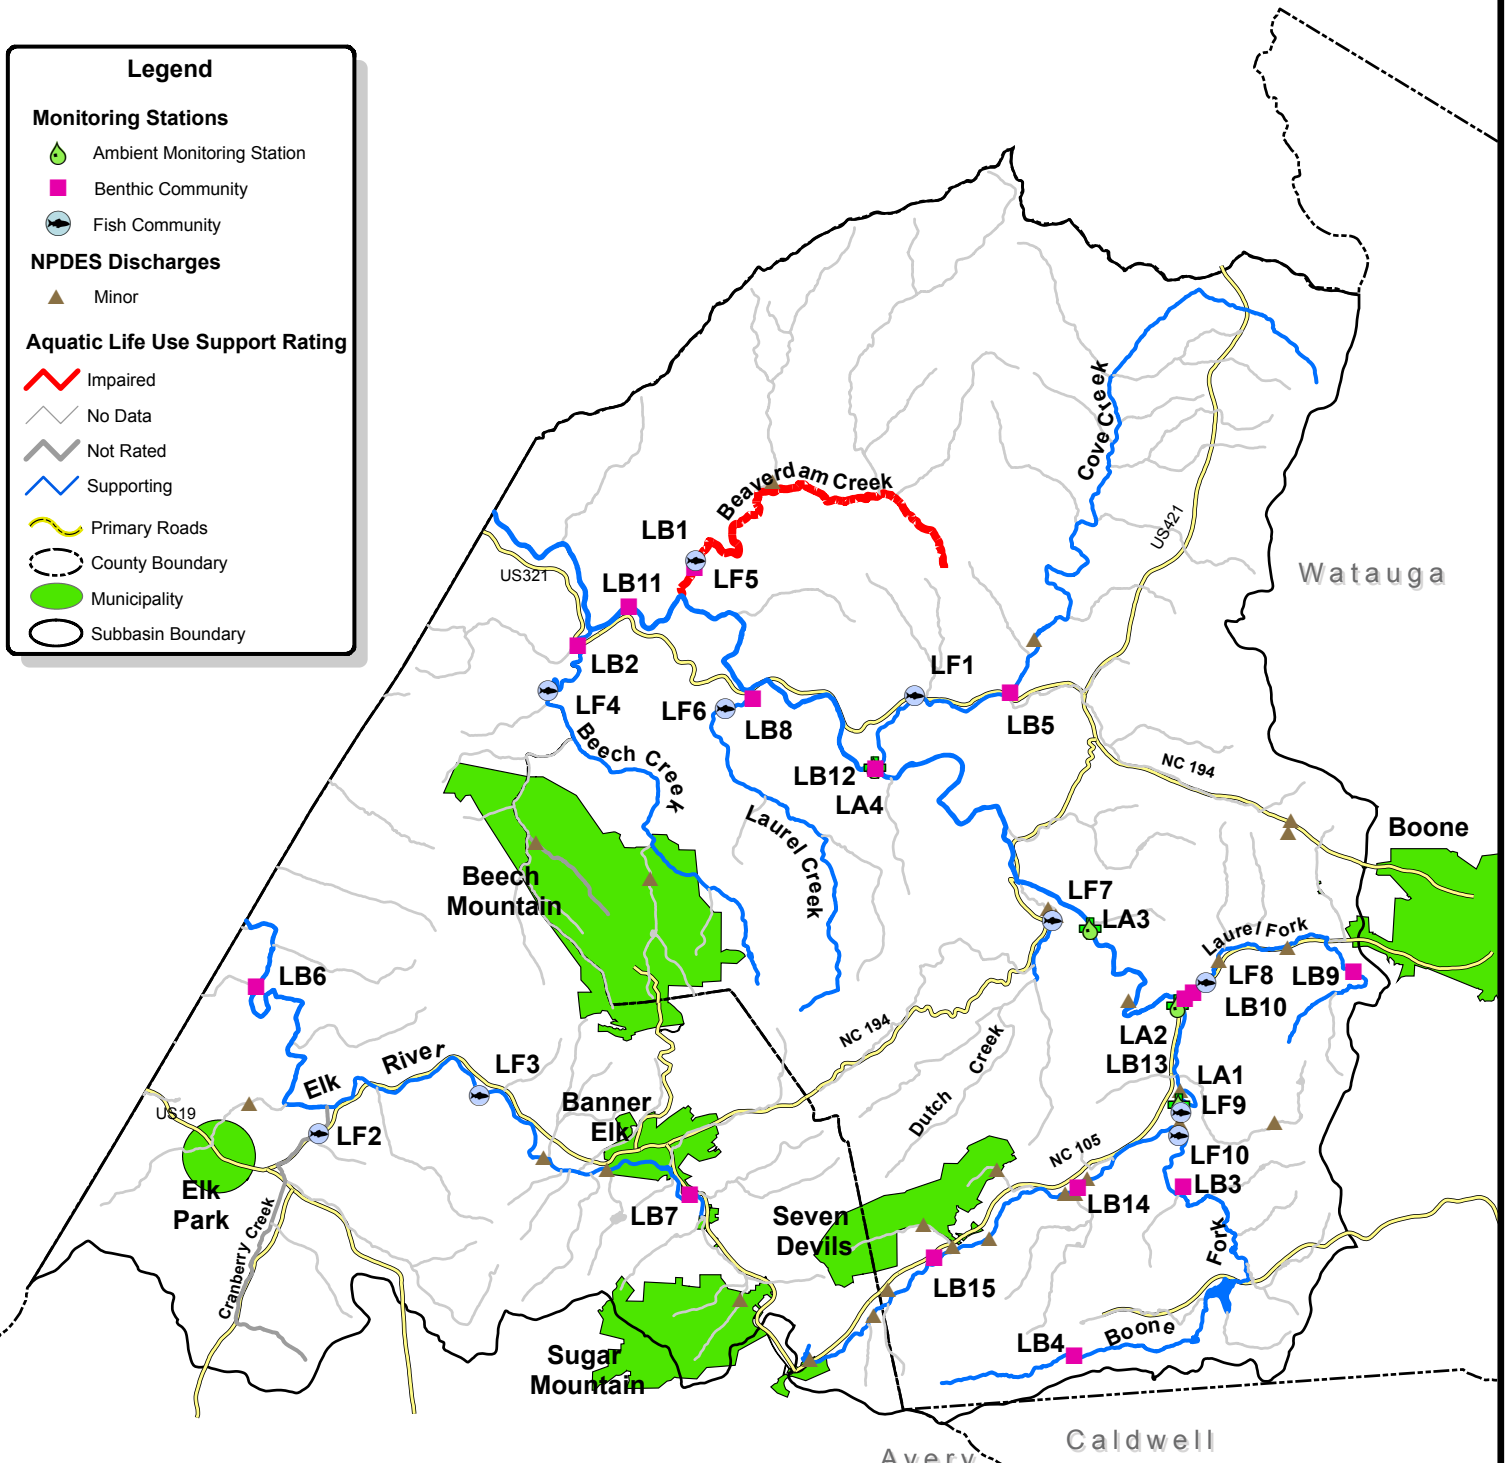 Legend
Monitoring Stations
Ambient Monitoring Station
Benthic Community
Fish Community
NPDES Discharges
Minor
Aquatic Life Use Support Rating
Impaired
No Data
Not Rated
Supporting
Primary Roads
County Boundary
Municipality
Subbasin Boundary
Cove Creek
Beaverdam Creek
US421
LB1
LF5
US321
LB11
Watauga
LB2
LF1
LF4
LF6
LB8
LB5
Beech Creek
NC 194
LB12
LA4
Laurel Creek
Boone
Beech
Mountain
LF7
LA3
Laurel Fork
LB6
LF8
LB9
LB10
NC 194
LA2
LB13
Elk River
LF3
Creek
Dutch
LA1
LF9
US19
Banner
Elk
LF2
NC 105
LF10
LB3
Elk
Park
LB14
LB7
Seven
Devils
Cranberry Creek
Fork
LB15
Boone
LB4
Sugar
Mountain
Caldwell
Avery